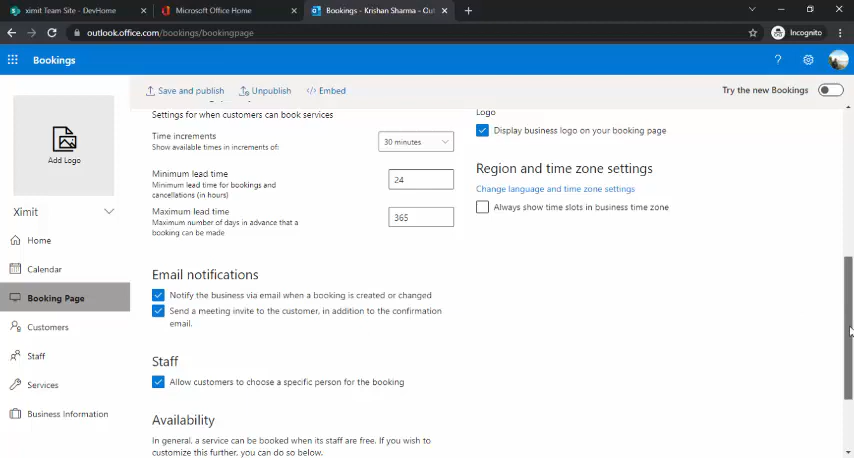 ximit Team Site - DevHome
Microsoft Office Home
Bookings - Krishan Sharma - Out
outlook.office.com/bookings/bookingpage
Incognito
Bookings
Save and publish
Unpublish
</> Embed
Try the new Bookings
Add Logo
Ximit
Home
Calendar
Booking Page
Customers
Staff
Services
Business Information
Settings for when customers can book services
Time increments
Show available times in increments of:
30 minutes
Minimum lead time
Minimum lead time for bookings and
cancellations (in hours)
24
Maximum lead time
Maximum number of days in advance that a
booking can be made
365
Email notifications
Notify the business via email when a booking is created or changed
Send a meeting invite to the customer, in addition to the confirmation
email.
Staff
Allow customers to choose a specific person for the booking
Availability
In general, a service can be booked when its staff are free. If you wish to
customize this further, you can do so below.
Logo
Display business logo on your booking page
Region and time zone settings
Change language and time zone settings
Always show time slots in business time zone